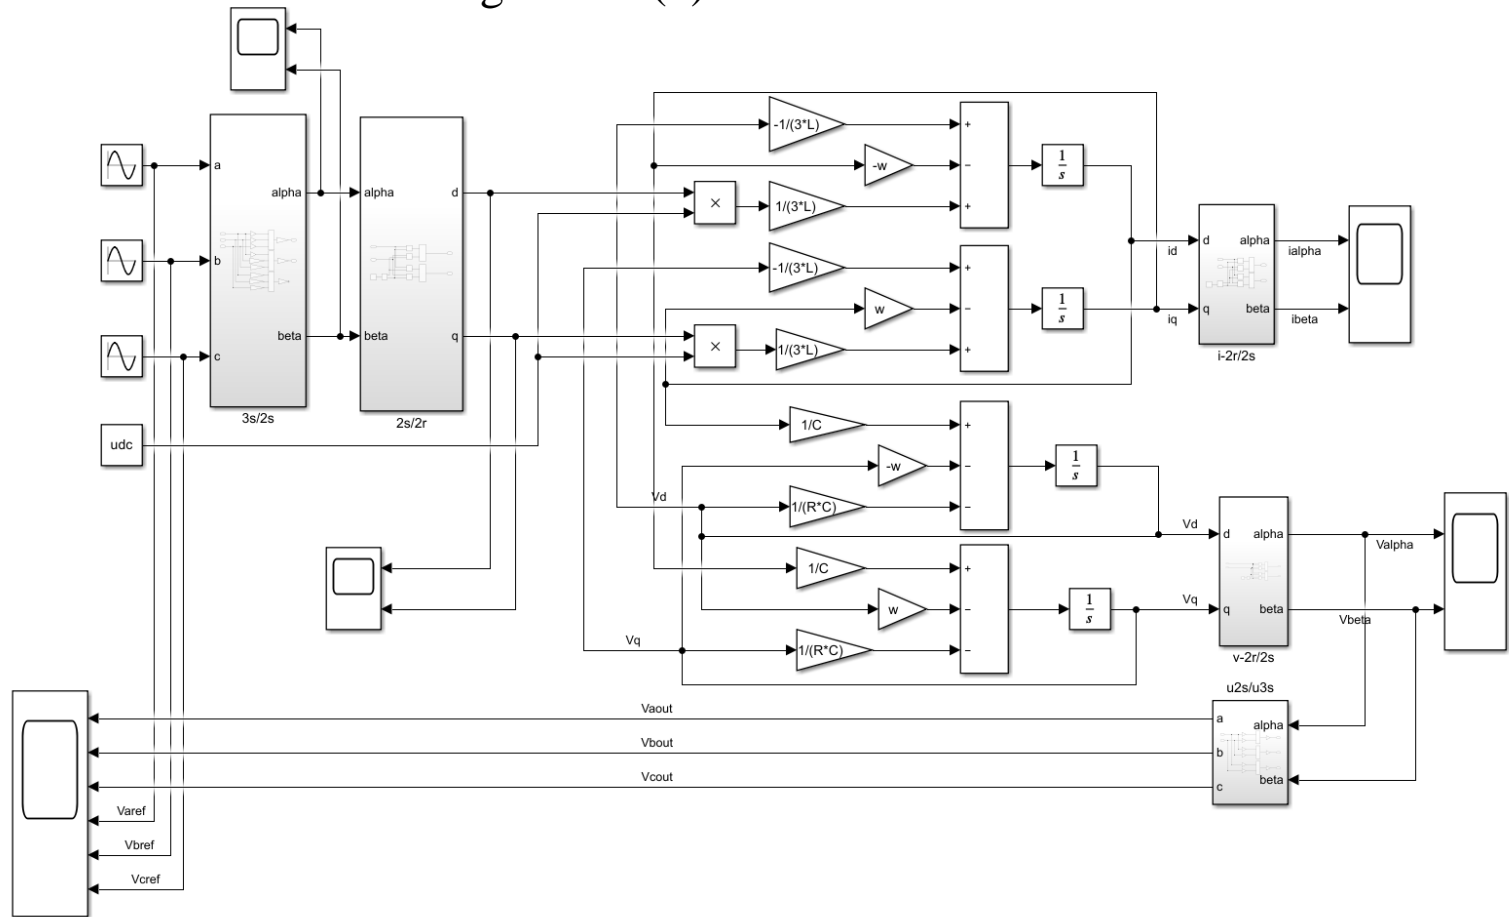 a
b
c
alpha
beta
3s/2s
alpha
beta
d
q
2s/2r
udc
×
×
-1/(3*L)
-w
1/(3*L)
+
−
+
1
s
-1/(3*L)
w
1/(3*L)
+
−
+
1
s
id
iq
d
q
alpha
beta
i-2r/2s
ialpha
ibeta
1/C
-w
1/(R*C)
+
−
−
1
s
Vd
1/C
w
1/(R*C)
+
−
−
1
s
Vq
Vd
Vq
d
q
alpha
beta
v-2r/2s
Valpha
Vbeta
u2s/u3s
a
b
c
alpha
beta
Vaout
Vbout
Vcout
Varef
Vbref
Vcref